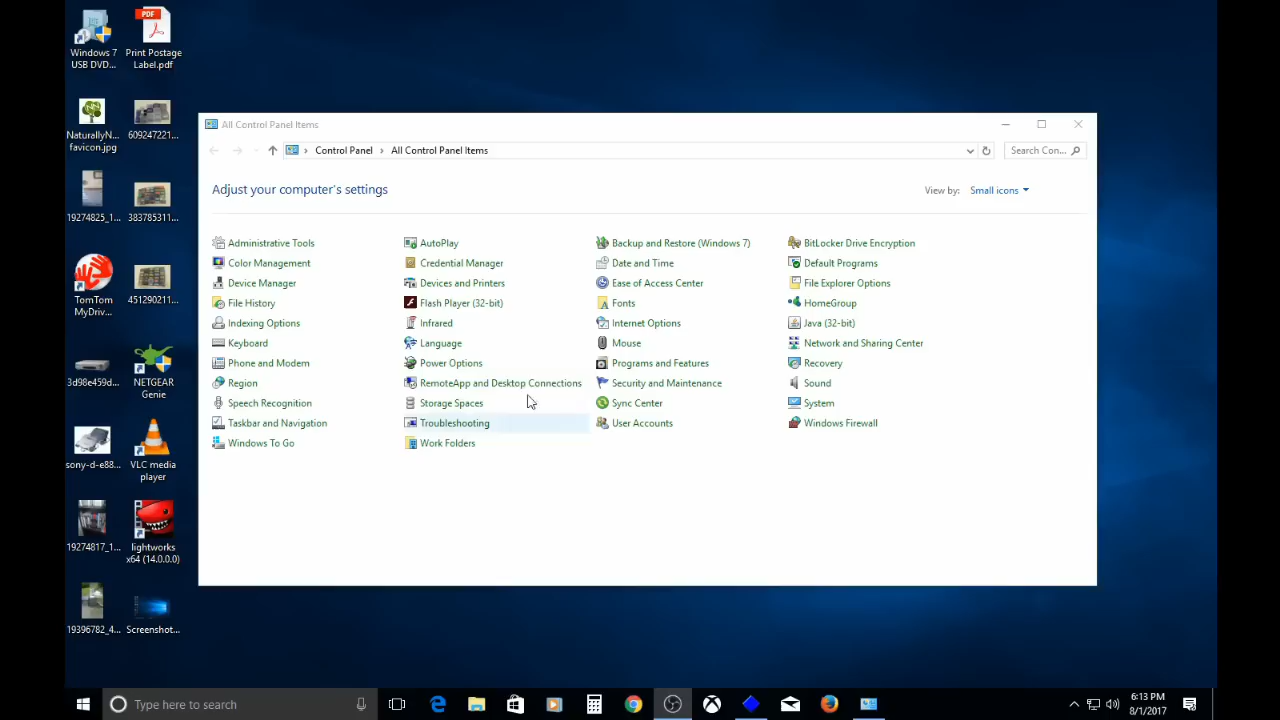 Windows 7
USB DVD...
PDF
Print Postage
Label.pdf
NaturallyN...
favicon.jpg
609247221...
19274825_1...
383785311...
TomTom
MyDriv...
451290211...
3d98e459d...
NETGEAR
Genie
sony-d-e88...
VLC media
player
19274817_1...
lightworks
x64 (14.0.0.0)
19396782_4...
Screenshot...
All Control Panel Items
Control Panel
All Control Panel Items
Search Con...
Adjust your computer's settings
View by:
Small icons
Administrative Tools
AutoPlay
Backup and Restore (Windows 7)
BitLocker Drive Encryption
Color Management
Credential Manager
Date and Time
Default Programs
Device Manager
Devices and Printers
Ease of Access Center
File Explorer Options
File History
Flash Player (32-bit)
Fonts
HomeGroup
Indexing Options
Infrared
Internet Options
Java (32-bit)
Keyboard
Language
Mouse
Network and Sharing Center
Phone and Modem
Power Options
Programs and Features
Recovery
Region
RemoteApp and Desktop Connections
Security and Maintenance
Sound
Speech Recognition
Storage Spaces
Sync Center
System
Taskbar and Navigation
Troubleshooting
User Accounts
Windows Firewall
Windows To Go
Work Folders
Type here to search
6:13 PM
8/1/2017